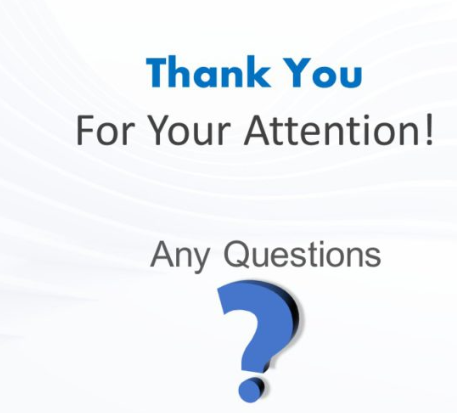 Thank You
For Your Attention!
Any Questions
?